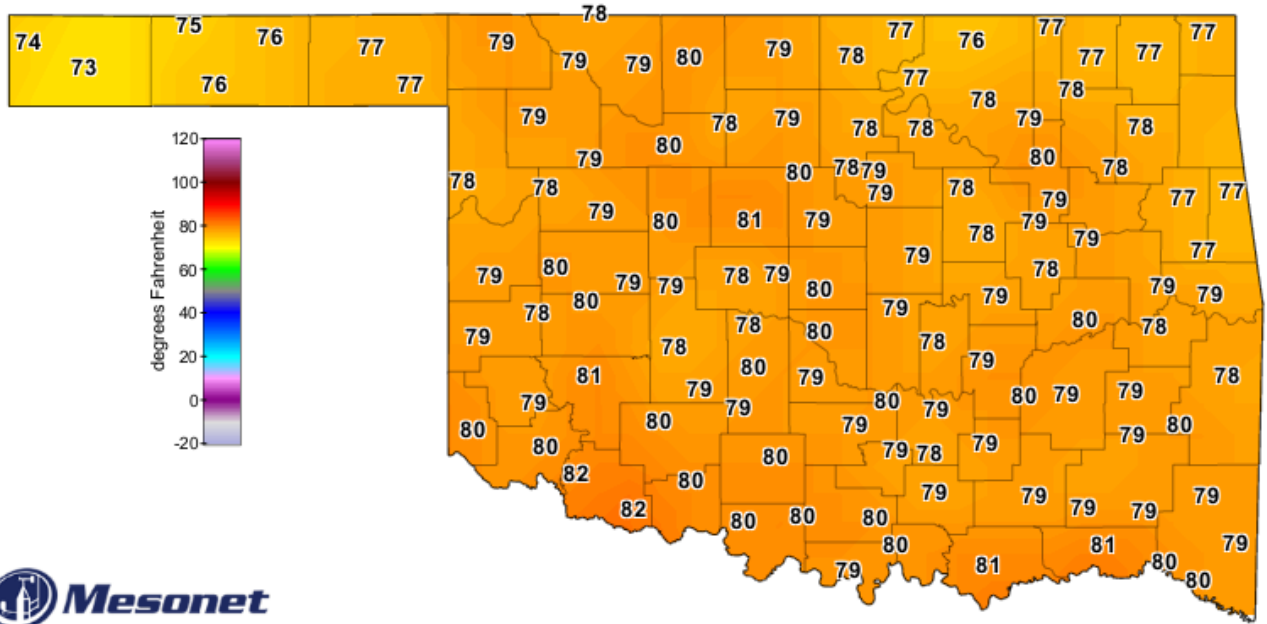 78
74 75 76 77 79 77 76 77 77
73 76 77 79 79 80 79 78 77 77 77
79 78 79 78 78 78 79 78 78
120
degrees Fahrenheit
100
80
60
40
20
0
-20
79 80 80 78 79 80 78
78 78 79 80 81 79 79 78 79 77 77
79 80 79 79 78 79 80 79 78 79 78 79 77
79 78 80 78 78 80 79 78 79 80 79 79 78
81 79 80 79 79 80 79 79 78
80 79 80 79 79 80 79 79 78 79 79 80
80 82 80 80 79 79 79 79 79
82 80 80 80 81 81 79
79 80 80 80
Mesonet